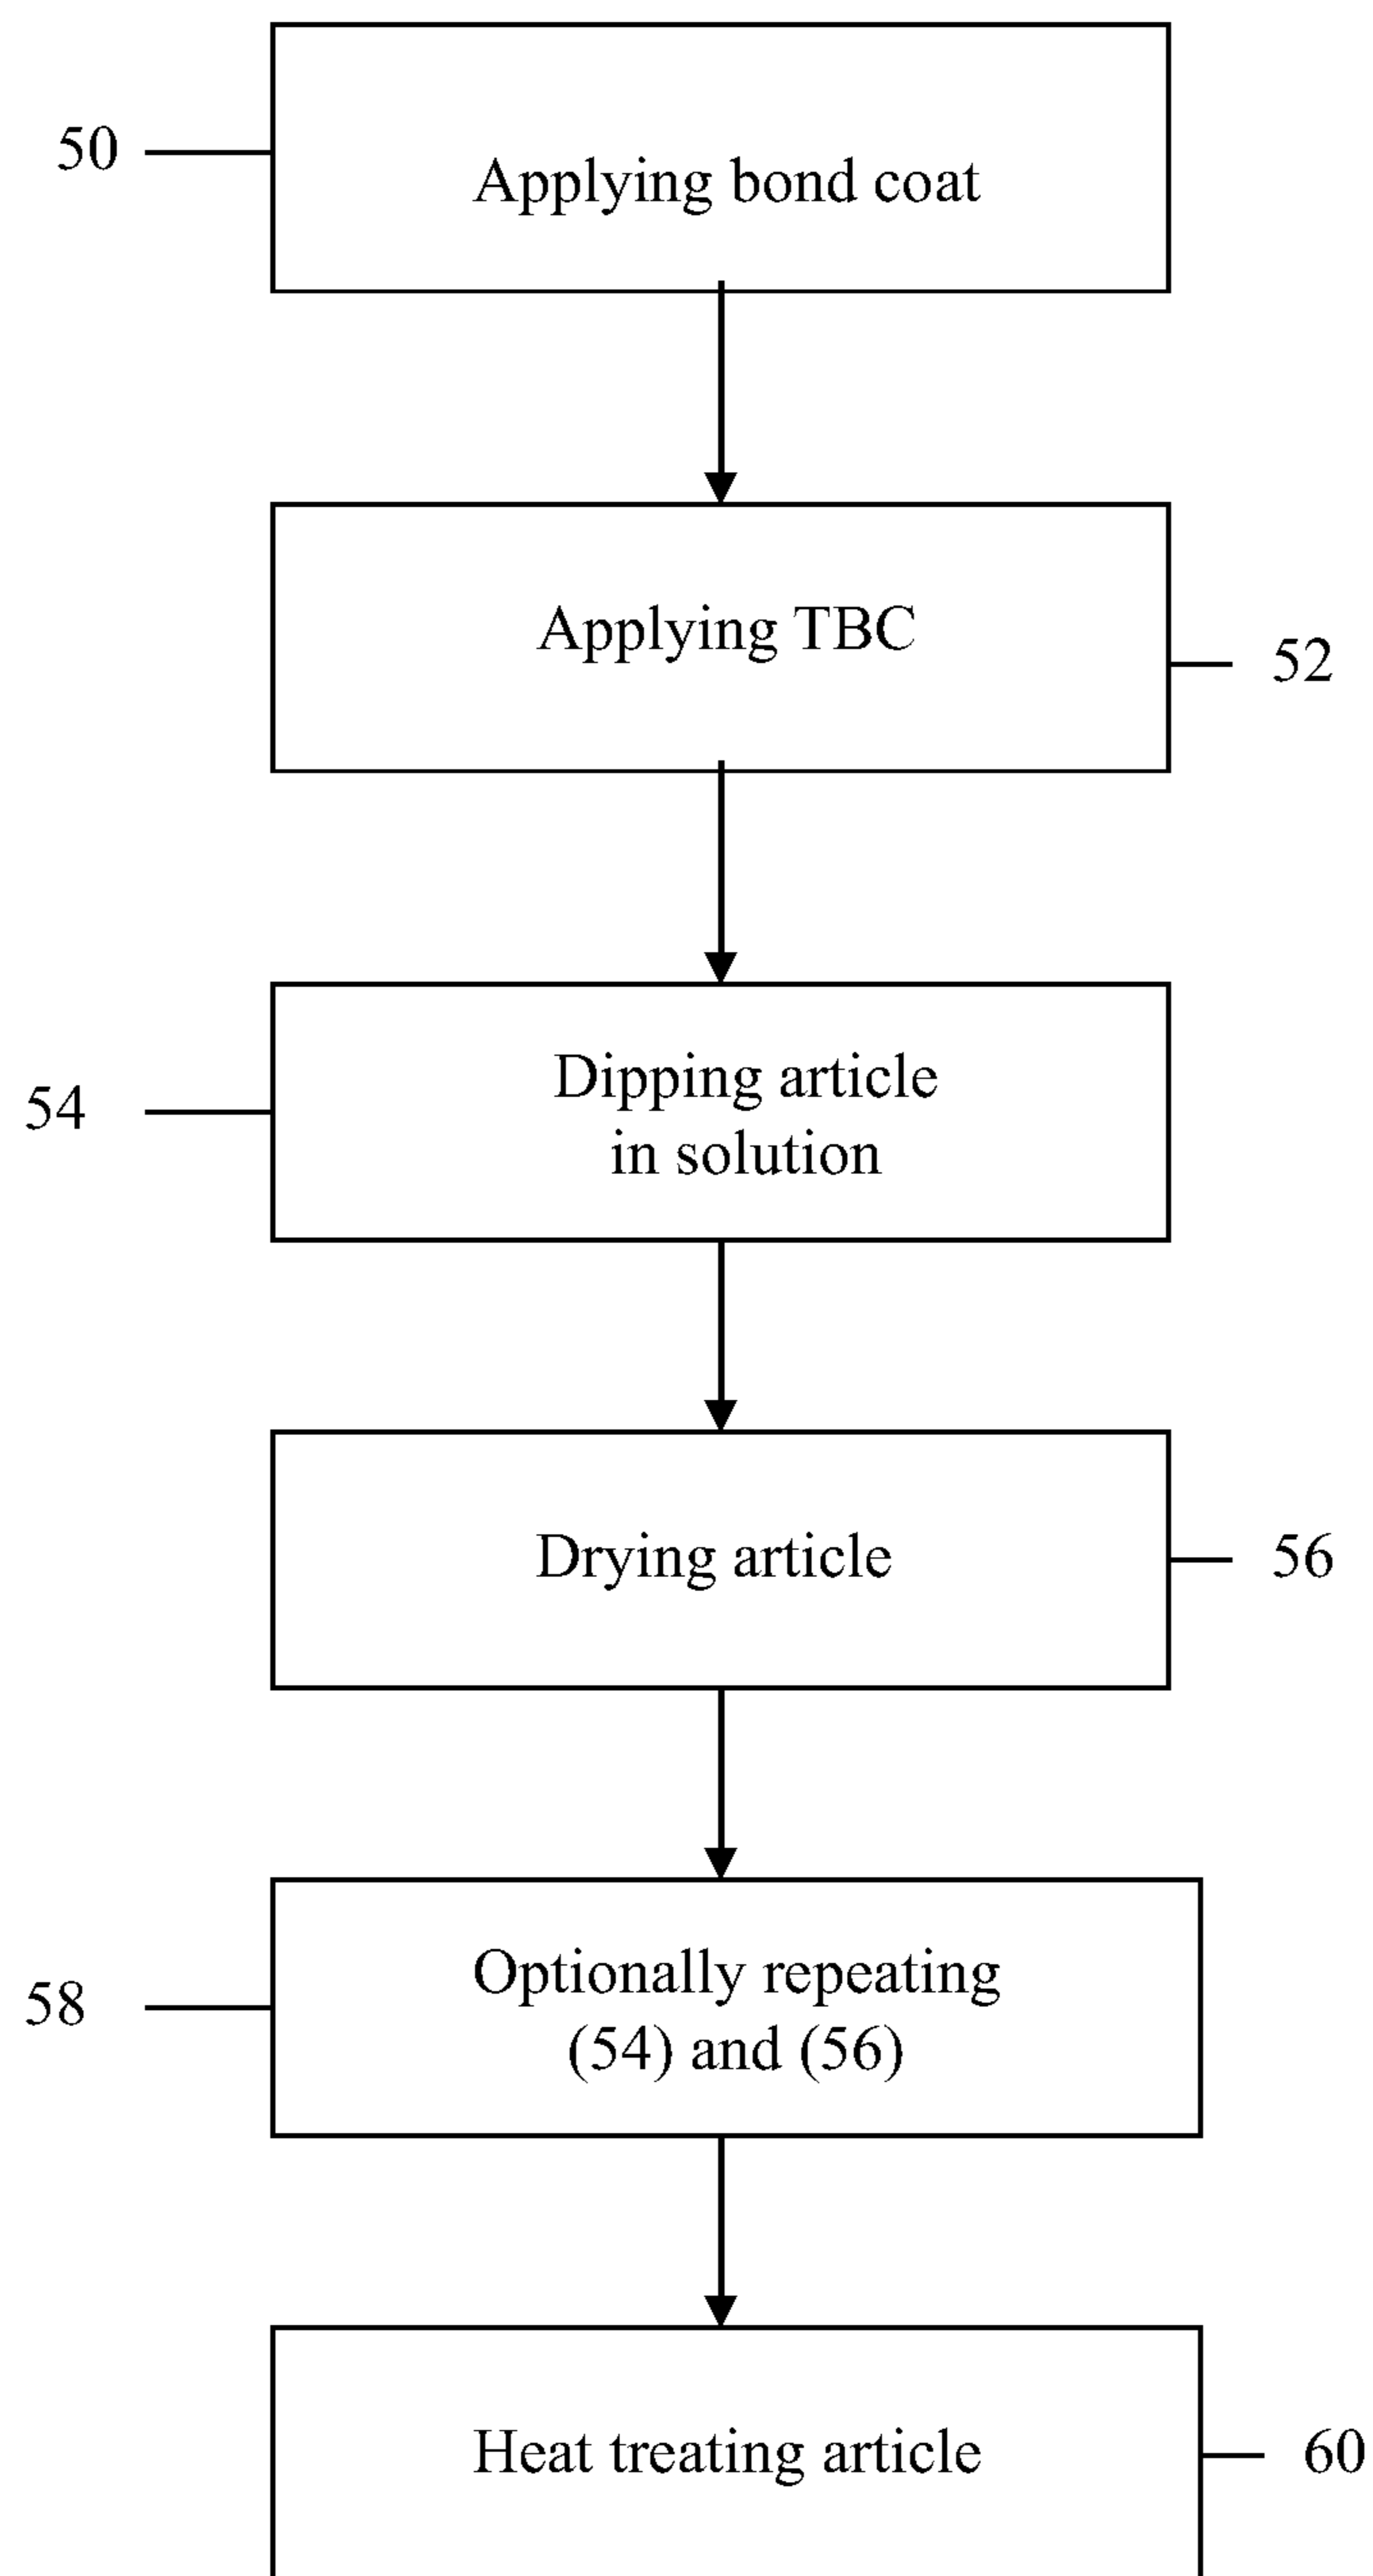 50
Applying bond coat
Applying TBC
52
54
Dipping article
in solution
Drying article
56
58
Optionally repeating
(54) and (56)
Heat treating article
60